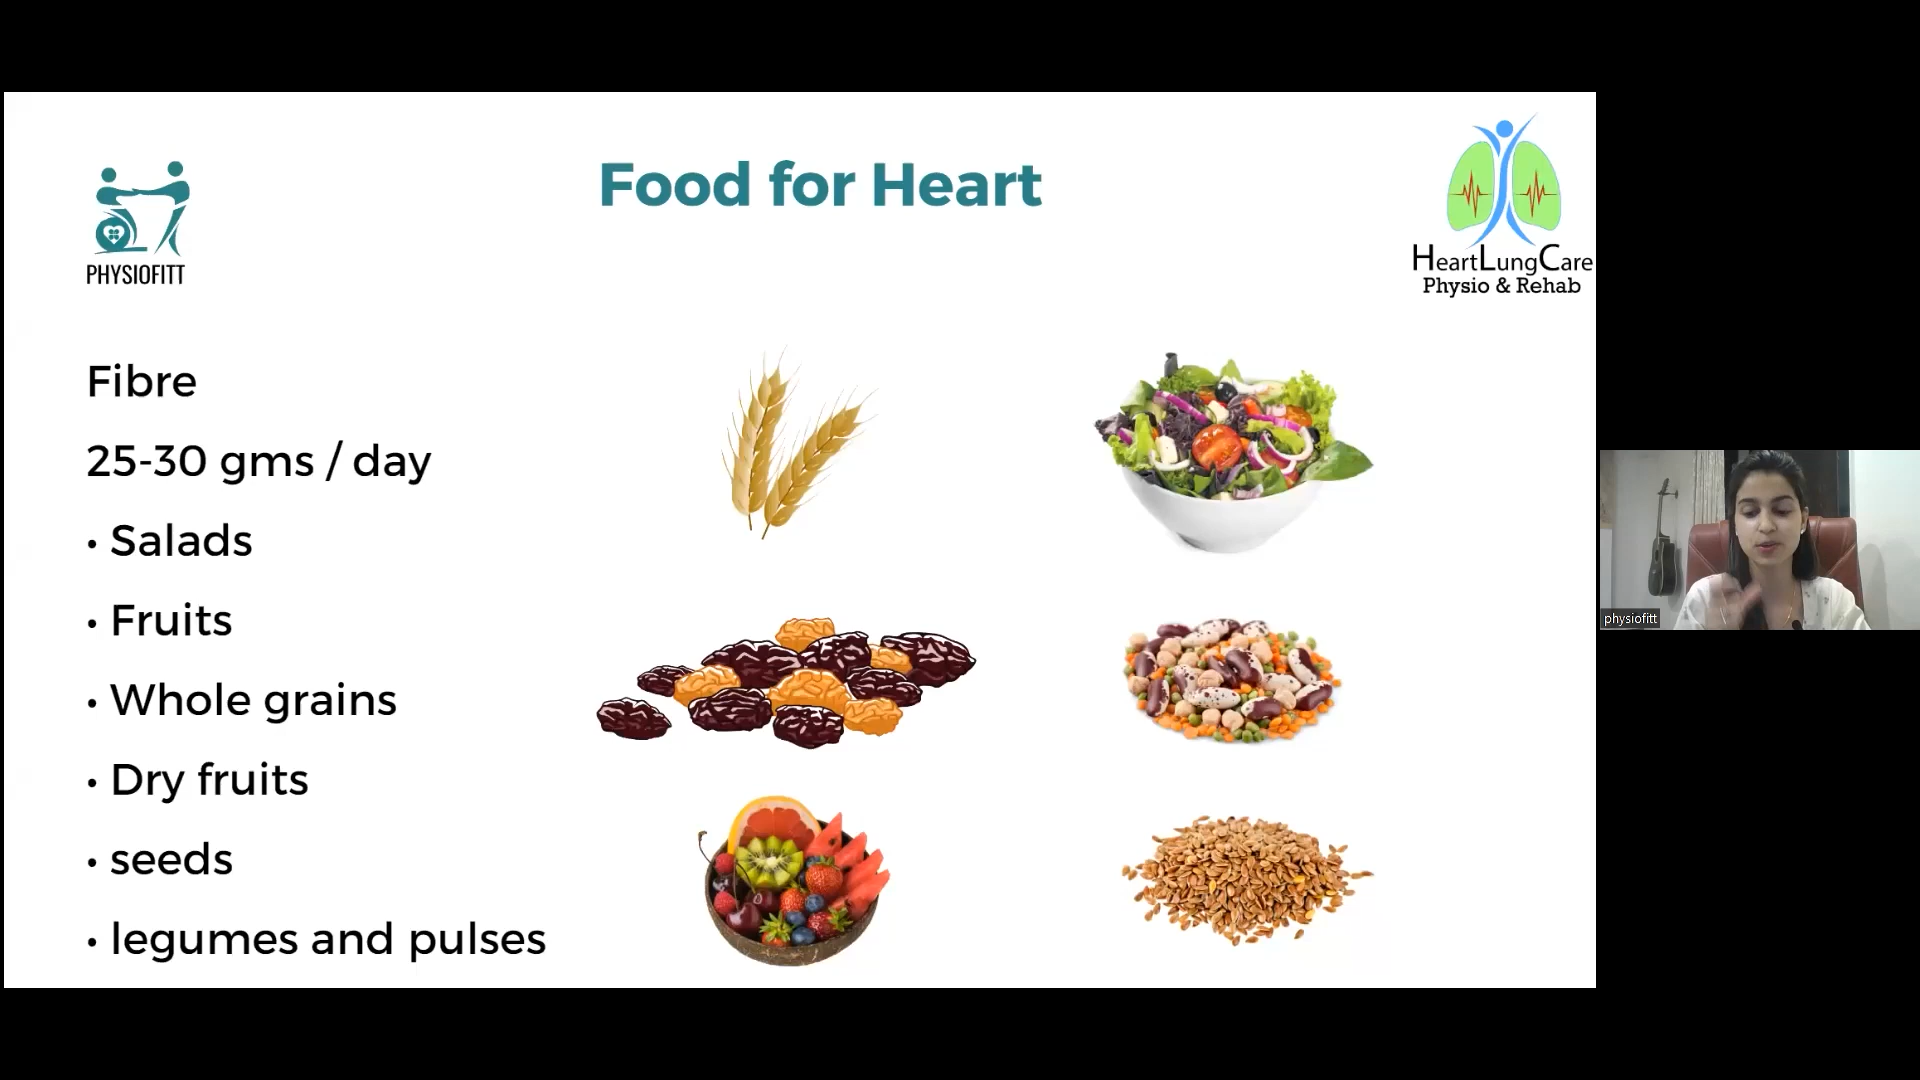 Food for Heart
PHYSIOFITT
HeartLungCare
Physio & Rehab
Fibre
25-30 gms / day
• Salads
• Fruits
• Whole grains
• Dry fruits
• seeds
• legumes and pulses
physiofitt